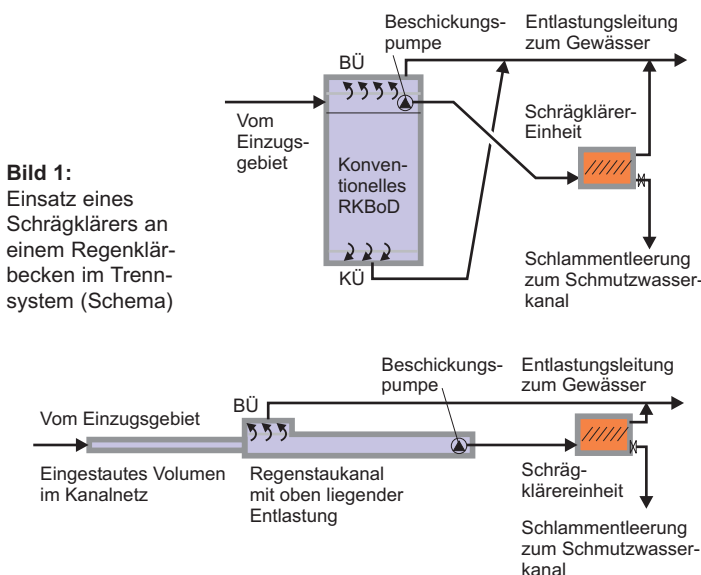 Beschickungs-
pumpe
Entlastungsleitung
zum Gewässer
BÜ
Vom
Einzugs-
gebiet
Schrägklärer-
Einheit
Konven-
tionelles
RKBoD
KÜ
Schlammentleerung
zum Schmutzwasser-
kanal
Bild 1:
Einsatz eines
Schrägklärers an
einem Regenklär-
becken im Trenn-
system (Schema)
Beschickungs-
pumpe
Entlastungsleitung
zum Gewässer
Vom Einzugsgebiet
BÜ
Eingestautes Volumen
im Kanalnetz
Regenstaukanal
mit oben liegender
Entlastung
Schräg-
klärereinheit
Schlammentleerung
zum Schmutzwasser-
kanal